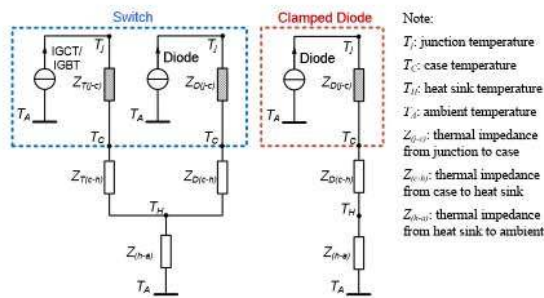 Switch
Clamped Diode
IGCT/
IGBT
Tj
ZT(j-c)
TA
TC
Diode
Tj
ZD(j-c)
TA
TC
Diode
Tj
ZD(j-c)
TA
TC
ZT(c-h)
ZD(c-h)
TH
Z(h-a)
TA
ZD(c-h)
TH
Z(h-a)
TA
Note:
Tj: junction temperature
TC: case temperature
TH: heat sink temperature
TA: ambient temperature
Z(j-c): thermal impedance
from junction to case
Z(c-h): thermal impedance
from case to heat sink
Z(h-a): thermal impedance
from heat sink to ambient